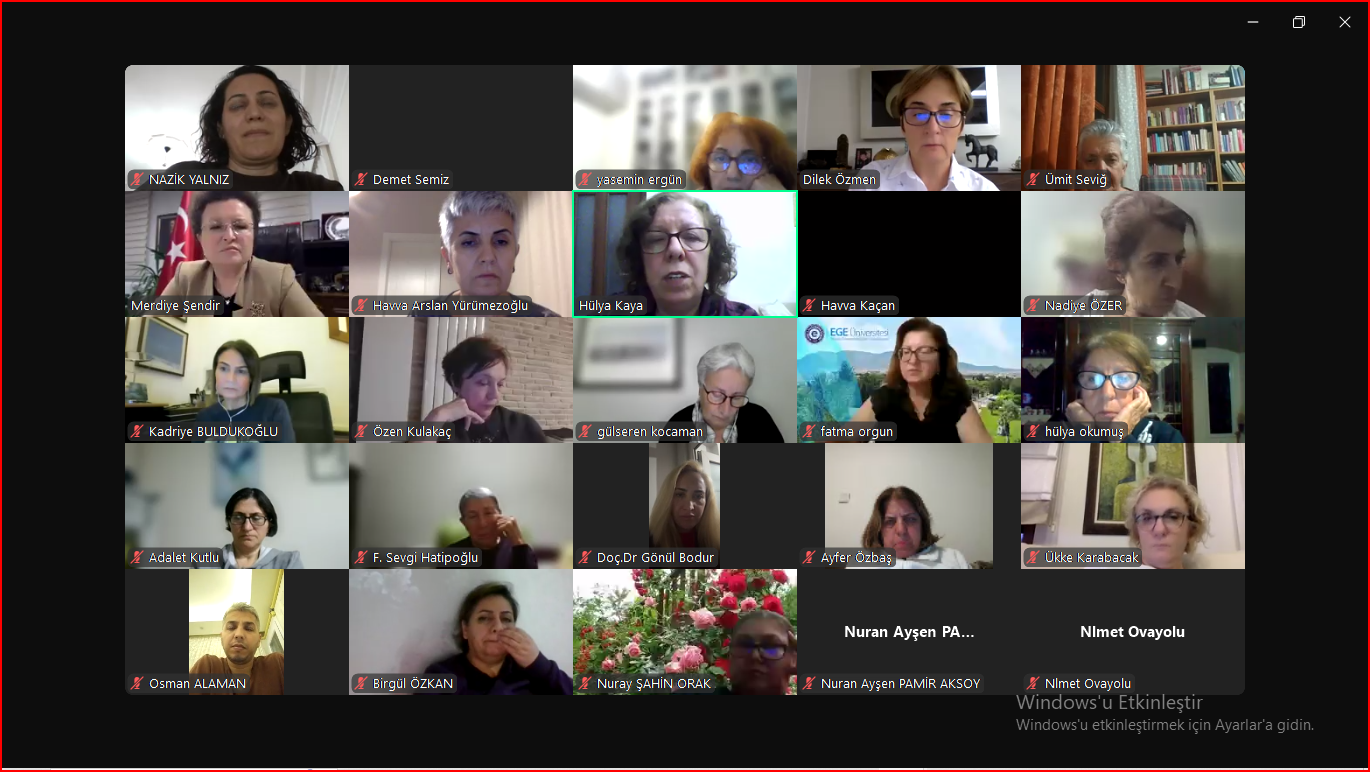 NAZİK YALNIZ
Demet Semiz
yasemin ergün
Dilek Özmen
Ümit Seviğ
Merdiye Şendir
Havva Arslan Yürümezoğlu
Hülya Kaya
Havva Kaçan
Nadiye ÖZER
Kadriye BULDUKOĞLU
Özen Kulakaç
gülseren kocaman
EGE Üniversitesi
fatma orgun
hülya okumuş
Adalet Kutlu
F. Sevgi Hatipoğlu
Doç.Dr Gönül Bodur
Ayfer Özbaş
Ükke Karabacak
Osman ALAMAN
Birgül ÖZKAN
Nuray ŞAHİN ORAK
Nuran Ayşen PA...
Nuran Ayşen PAMİR AKSOY
NImet Ovayolu
NImet Ovayolu
Windows'u Etkinleştir
Windows'u etkinleştirmek için Ayarlar'a gidin.